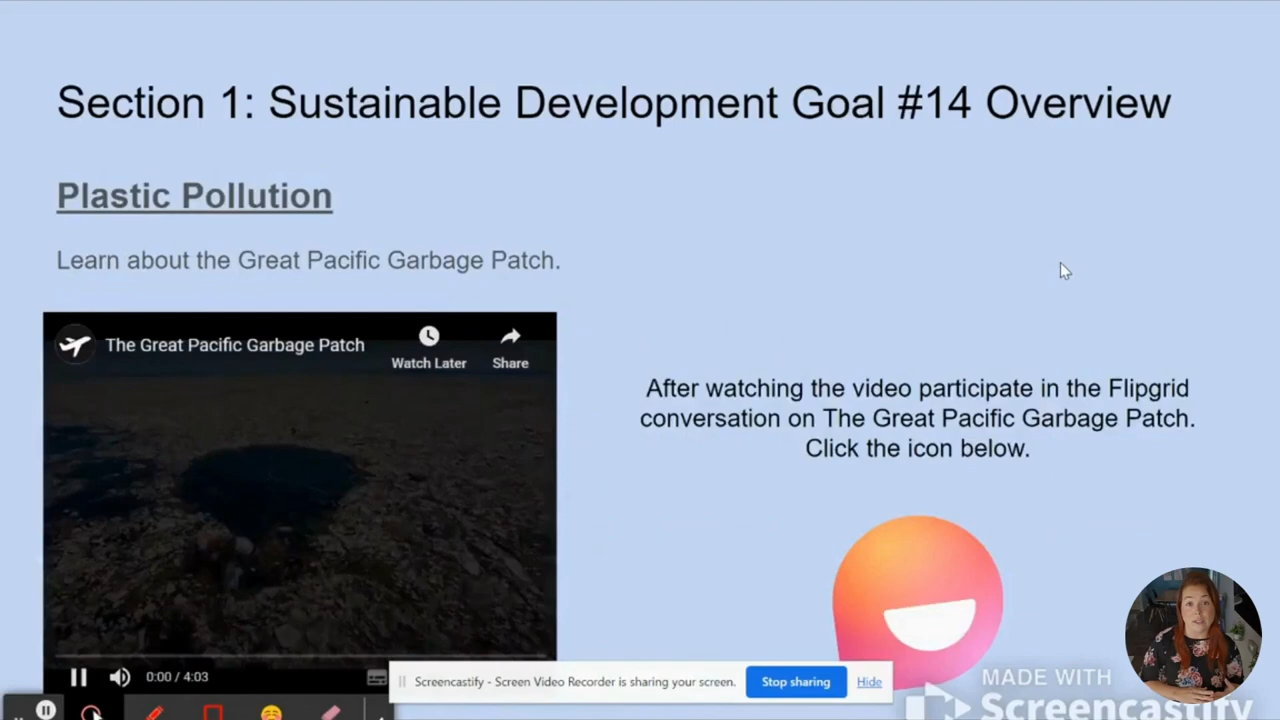 Section 1: Sustainable Development Goal #14 Overview
Plastic Pollution
Learn about the Great Pacific Garbage Patch.
The Great Pacific Garbage Patch
Watch Later
Share
After watching the video participate in the Flipgrid
conversation on The Great Pacific Garbage Patch.
Click the icon below.
0:00 / 4:03
Screencastify - Screen Video Recorder is sharing your screen.
Stop sharing
Hide
MADE WITH
Screencastify